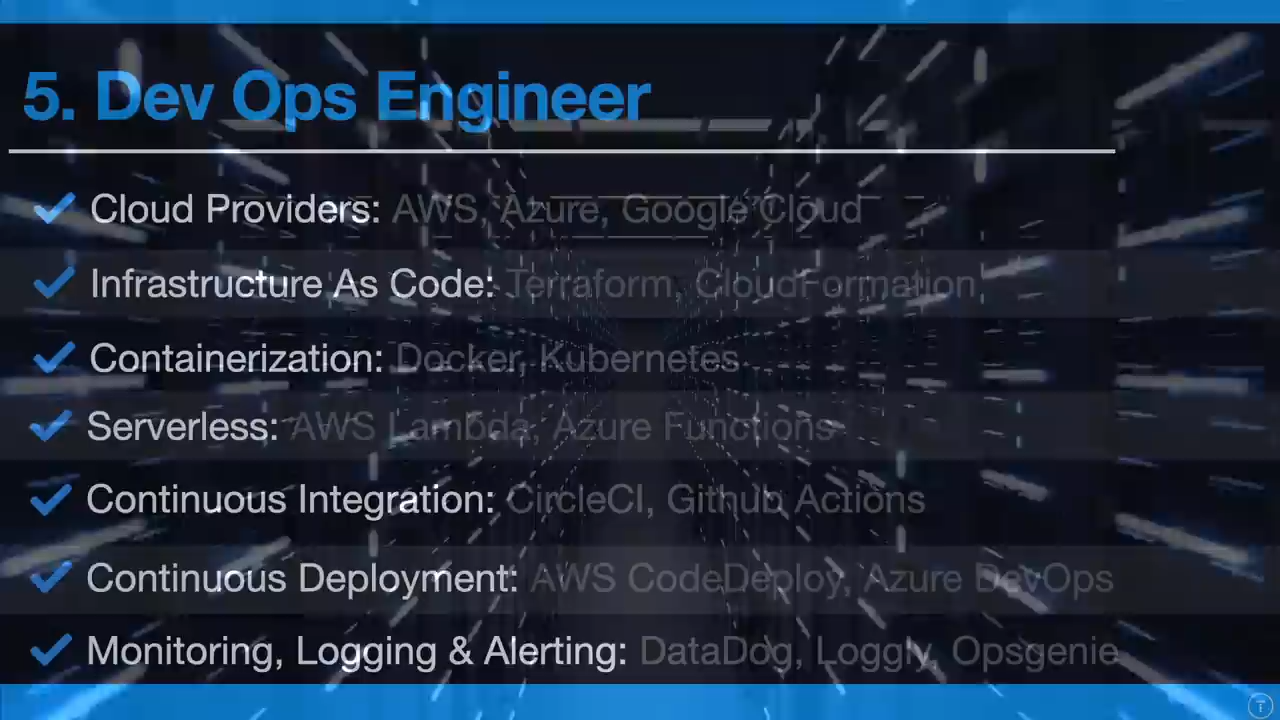 5. Dev Ops Engineer
Cloud Providers: AWS, Azure, Google Cloud
Infrastructure As Code: Terraform, CloudFormation
Containerization: Docker, Kubernetes
Serverless: AWS Lambda, Azure Functions
Continuous Integration: CircleCI, Github Actions
Continuous Deployment: AWS CodeDeploy, Azure DevOps
Monitoring, Logging & Alerting: DataDog, Loggly, Opsgenie